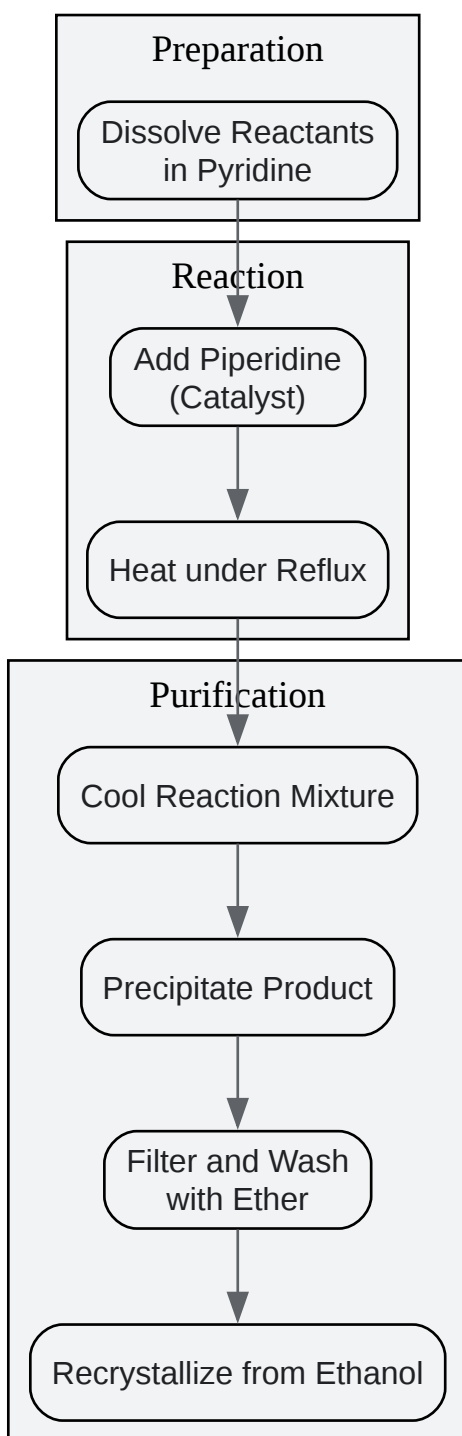 Preparation
Dissolve Reactants
in Pyridine
Reaction
Add Piperidine
(Catalyst)
Heat under Reflux
Purification
Cool Reaction Mixture
Precipitate Product
Filter and Wash
with Ether
Recrystallize from Ethanol